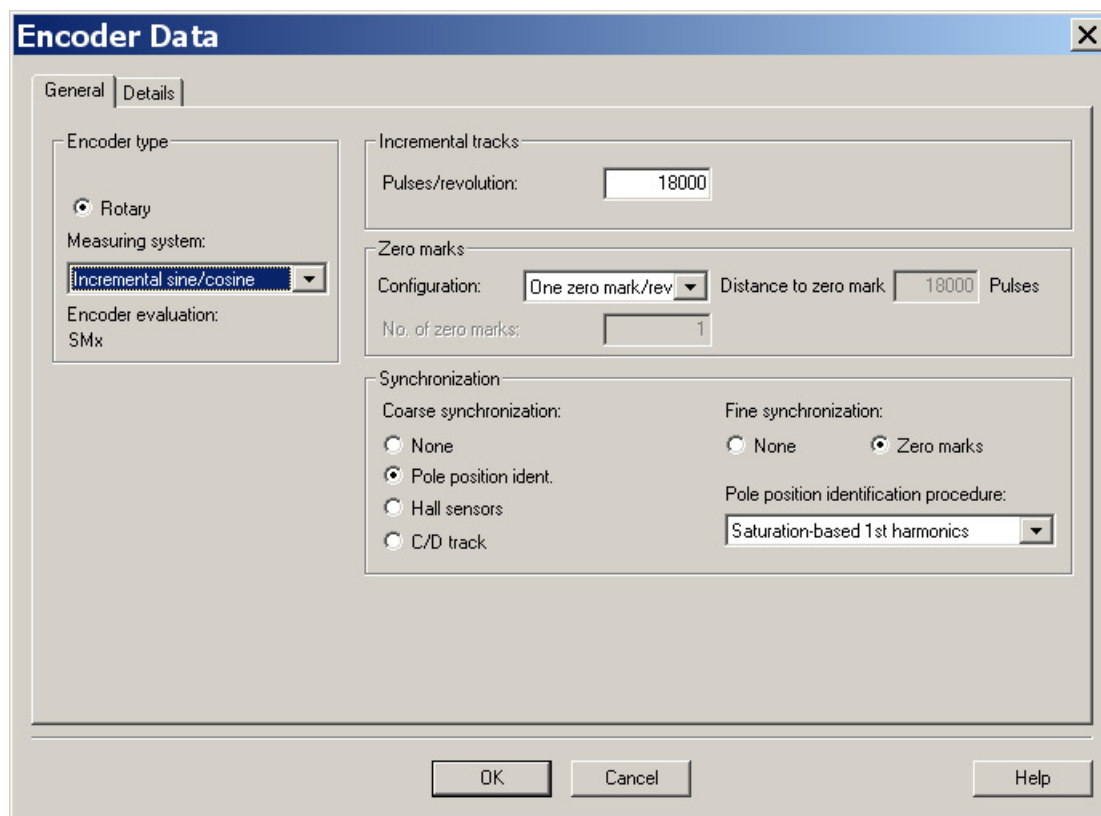 Encoder Data
General Details
Encoder type
Rotary
Measuring system:
Incremental sine/cosine
Encoder evaluation:
SMx
Incremental tracks
Pulses/revolution: 18000
Zero marks
Configuration: One zero mark/rev Distance to zero mark 18000 Pulses
No. of zero marks: 1
Synchronization
Coarse synchronization:
None
Pole position ident.
Hall sensors
C/D track
Fine synchronization:
None Zero marks
Pole position identification procedure:
Saturation-based 1st harmonics
OK Cancel Help